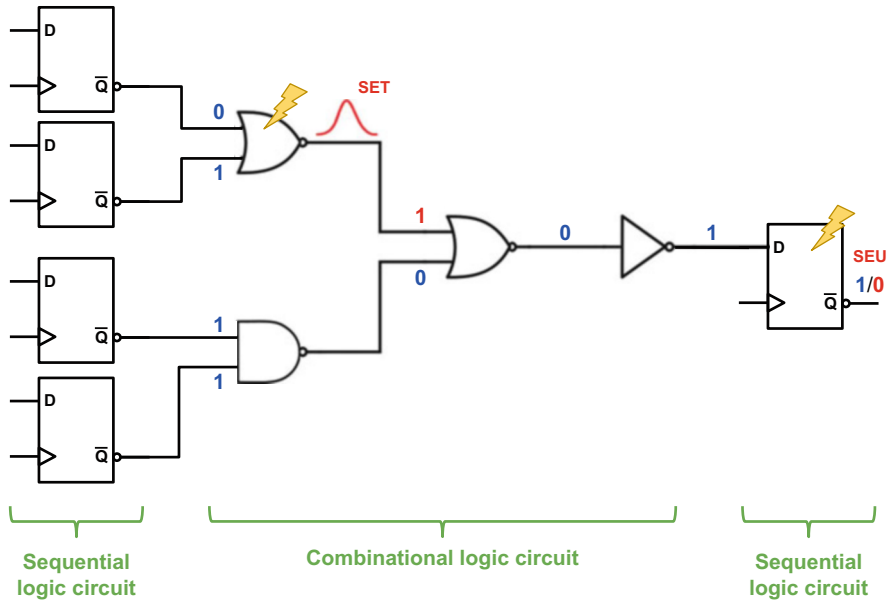 D
Q̅
D
Q̅
D
Q̅
D
Q̅
0
1
SET
1
1
1
0
0
1
D
Q̅
SEU
1/0
Sequential
logic circuit
Combinational logic circuit
Sequential
logic circuit